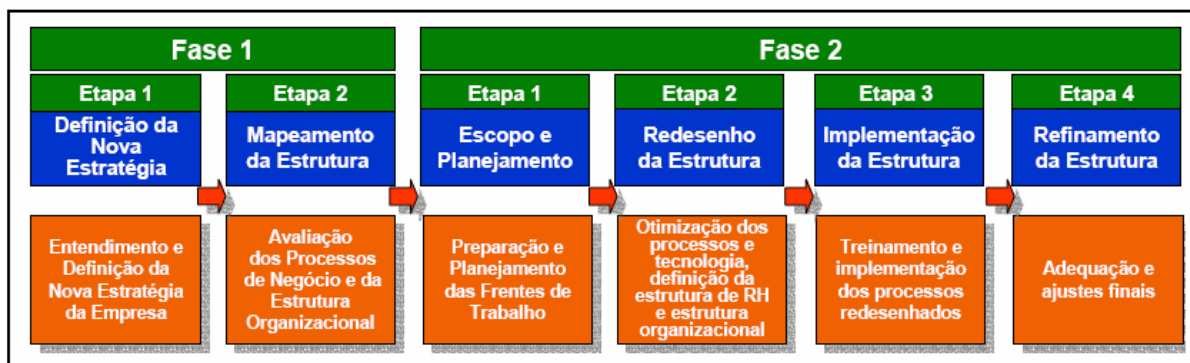 Fase 1
Fase 2
Etapa 1
Etapa 2
Etapa 1
Etapa 2
Etapa 3
Etapa 4
Definição da
Nova
Estratégia
Mapeamento
da Estrutura
Escopo e
Planejamento
Redesenho
da Estrutura
Implementação
da Estrutura
Refinamento
da Estrutura
Entendimento e
Definição da
Nova Estratégia
da Empresa
Avaliação
dos Processos
de Negócio e da
Estrutura
Organizacional
Preparação e
Planejamento
das Frentes de
Trabalho
Otimização dos
processos e
tecnologia,
definição da
estrutura de RH
e estrutura
organizacional
Treinamento e
implementação
dos processos
redesenhados
Adequação e
ajustes finais